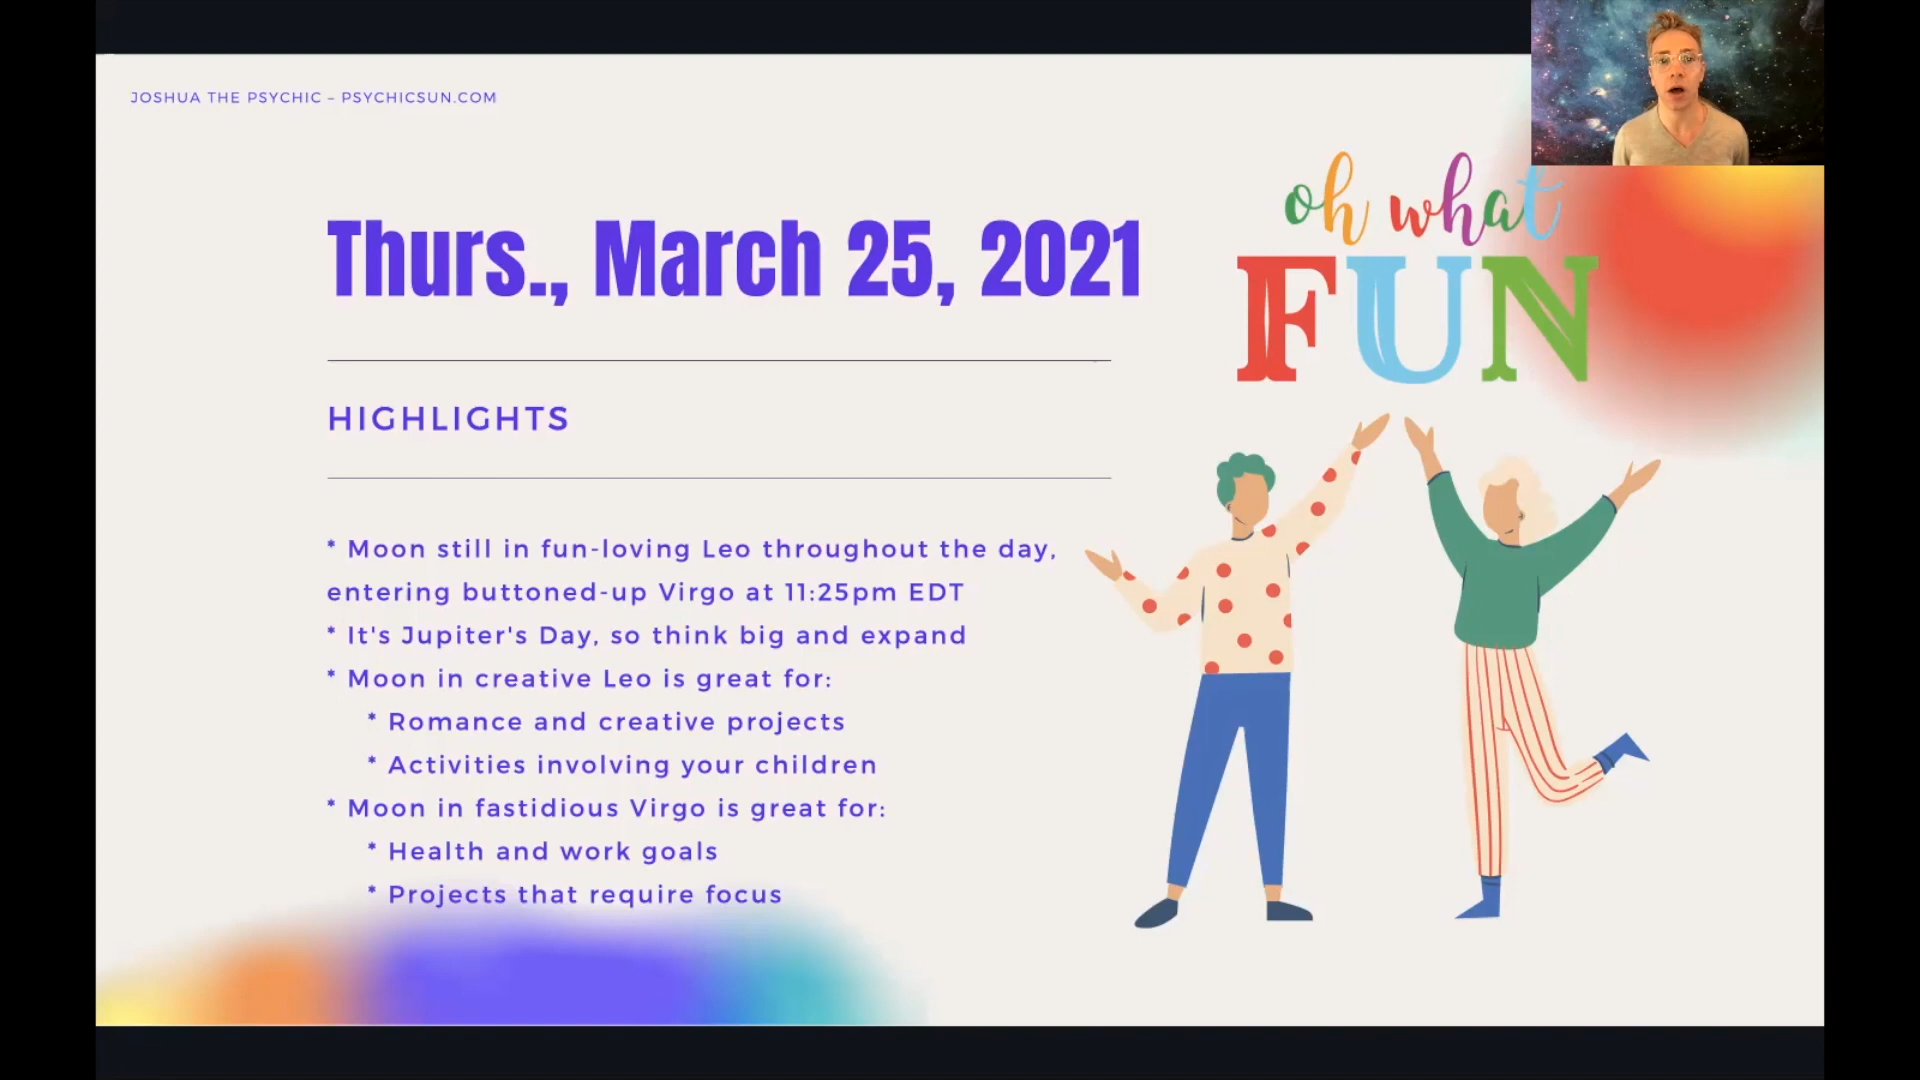 JOSHUA THE PSYCHIC – PSYCHICSUN.COM
Thurs., March 25, 2021
oh what
FUN
HIGHLIGHTS
* Moon still in fun-loving Leo throughout the day,
entering buttoned-up Virgo at 11:25pm EDT
* It's Jupiter's Day, so think big and expand
* Moon in creative Leo is great for:
* Romance and creative projects
* Activities involving your children
* Moon in fastidious Virgo is great for:
* Health and work goals
* Projects that require focus